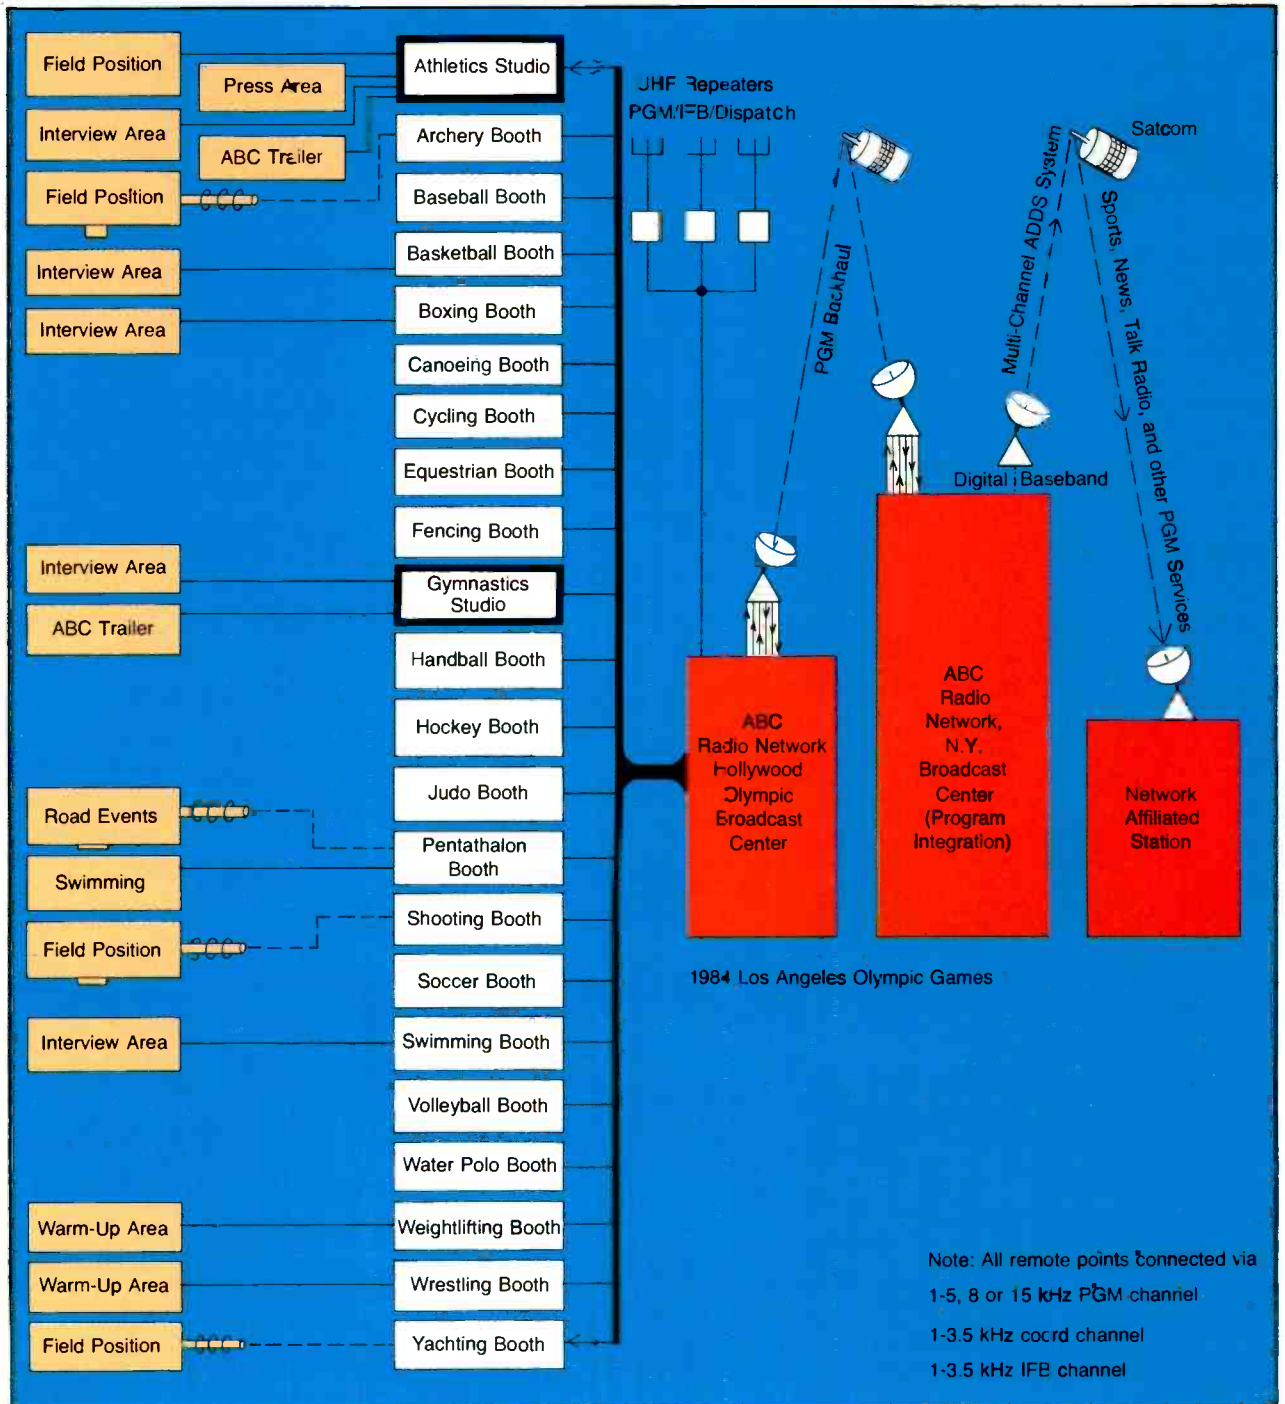 Field Position
Press Area
Interview Area
ABC Trailer
Field Position
Interview Area
Interview Area
Interview Area
ABC Trailer
Road Events
Swimming
Field Position
Interview Area
Warm-Up Area
Warm-Up Area
Field Position
Athletics Studio
Archery Booth
Baseball Booth
Basketball Booth
Boxing Booth
Canoeing Booth
Cycling Booth
Equestrian Booth
Fencing Booth
Gymnastics
Studio
Handball Booth
Hockey Booth
Judo Booth
Pentathalon
Booth
Shooting Booth
Soccer Booth
Swimming Booth
Volleyball Booth
Water Polo Booth
Weightlifting Booth
Wrestling Booth
Yachting Booth
UHF Repeaters
PGM/IFB/Dispatch
PGM Backhaul
Multi-Channel ADDS System
Satcom
Sports, News, Talk Radio, and other PGM Services
Digital Baseband
ABC
Radio Network
Hollywood
Olympic
Broadcast
Center
ABC
Radio
Network,
N.Y.
Broadcast
Center
(Program
Integration)
Network
Affiliated
Station
1984 Los Angeles Olympic Games
Note: All remote points connected via
1-5, 8 or 15 kHz PGM channel
1-3.5 kHz coord channel
1-3.5 kHz IFB channel